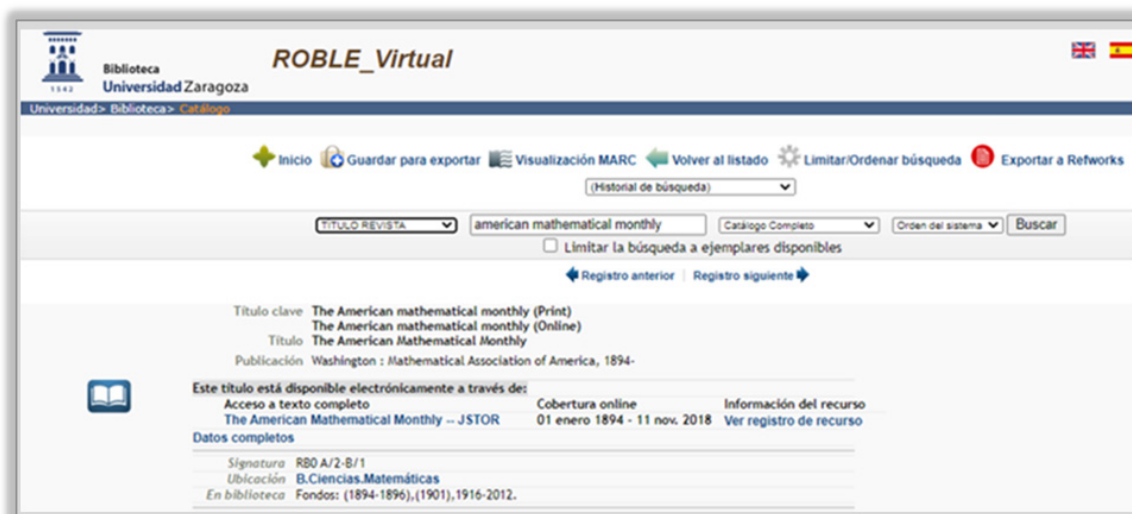 ROBLE_Virtual
1542
Biblioteca
Universidad Zaragoza
Universidad> Biblioteca> Catálogo
Inicio Guardar para exportar Visualización MARC Volver al listado Limitar/Ordenar búsqueda Exportar a Refworks
(Historial de búsqueda)
TITULO REVISTA american mathematical monthly Catálogo Completo Orden del sistema Buscar
Limitar la búsqueda a ejemplares disponibles
Registro anterior | Registro siguiente
Título clave The American mathematical monthly (Print)
The American mathematical monthly (Online)
Título The American Mathematical Monthly
Publicación Washington : Mathematical Association of America, 1894-
Este título está disponible electrónicamente a través de:
Acceso a texto completo Cobertura online Información del recurso
The American Mathematical Monthly -- JSTOR 01 enero 1894 - 11 nov. 2018 Ver registro de recurso
Datos completos
Signatura RB0 A/2-B/1
Ubicación B.Ciencias.Matemáticas
En biblioteca Fondos: (1894-1896),(1901),1916-2012.